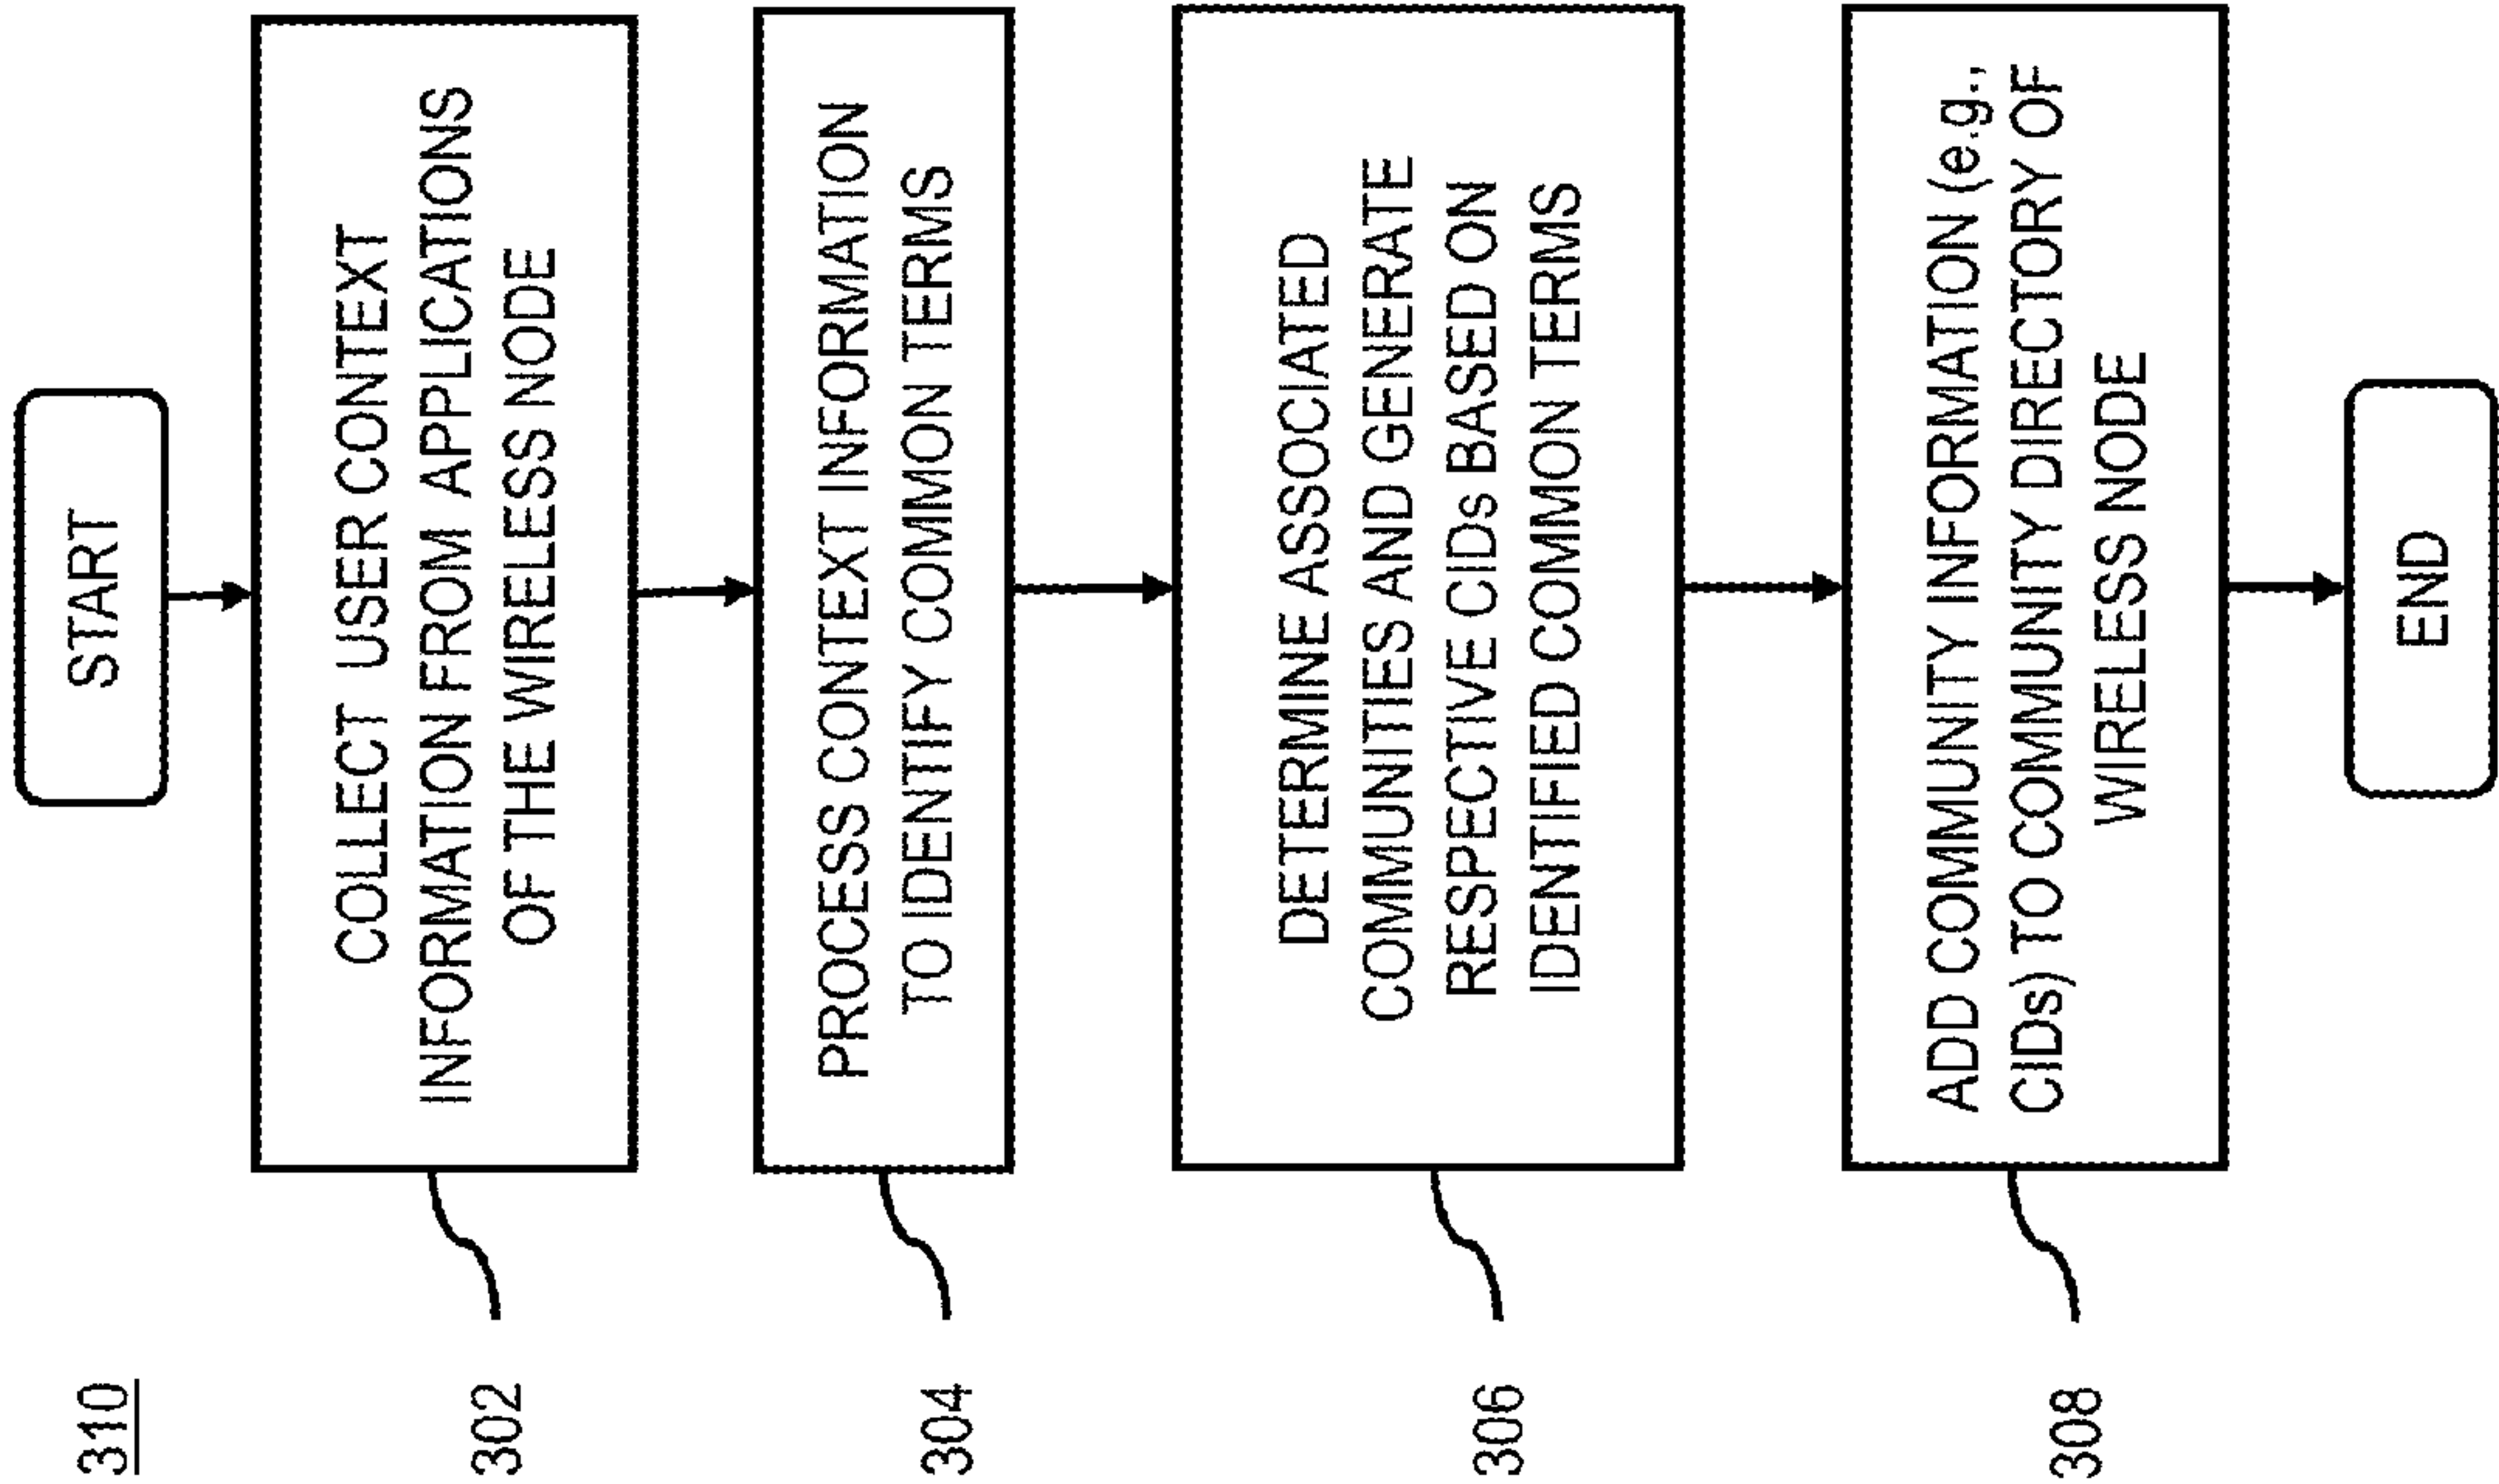 310
START
302
COLLECT USER CONTEXT
INFORMATION FROM APPLICATIONS
OF THE WIRELESS NODE
304
PROCESS CONTEXT INFORMATION
TO IDENTIFY COMMON TERMS
306
DETERMINE ASSOCIATED
COMMUNITIES AND GENERATE
RESPECTIVE CIDs BASED ON
IDENTIFIED COMMON TERMS
308
ADD COMMUNITY INFORMATION (e.g.,
CIDs) TO COMMUNITY DIRECTORY OF
WIRELESS NODE
END